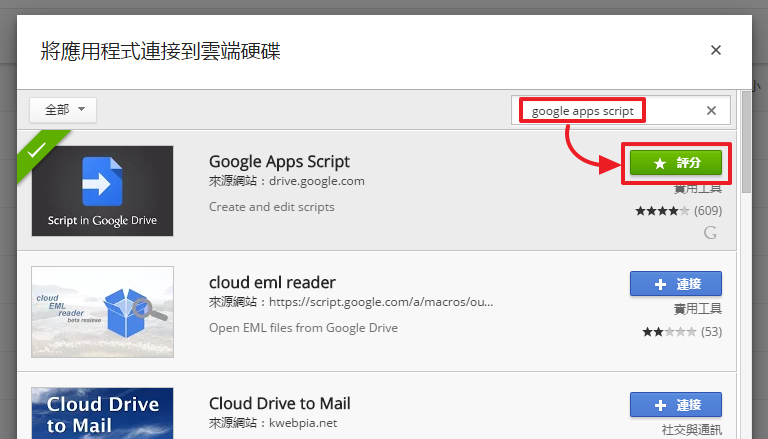 將應用程式連接到雲端硬碟
全部
google apps script
小
Google Apps Script
來源網站：drive.google.com
Create and edit scripts
Script in Google Drive
評分
實用工具
(609)
G
cloud eml reader
來源網站：https://script.google.com/a/macros/ou...
Open EML files from Google Drive
cloud
EML
reader
beta realease
連接
實用工具
(53)
Cloud Drive to Mail
來源網站：kwebpia.net
Cloud Drive
to Mail
連接
社交與通訊